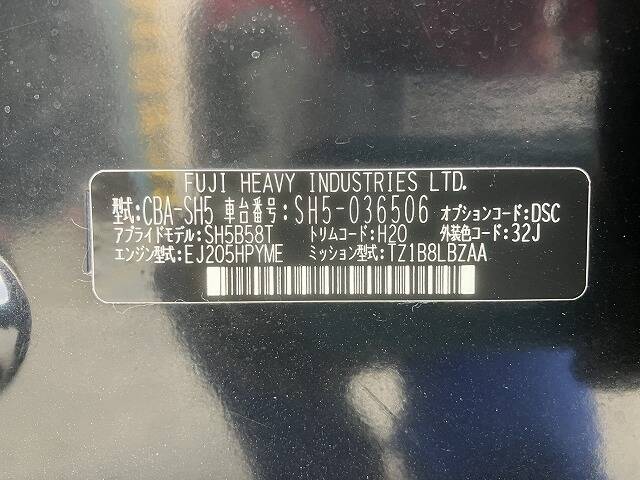 FUJI HEAVY INDUSTRIES LTD.
型式:CBA-SH5 車台番号:SH5-036506 オプションコード:DSC
アプライドモデル:SH5B58T トリムコード:H20 外装色コード:32J
エンジン型式:EJ205HPYME ミッション型式:TZ1B8LBZAA